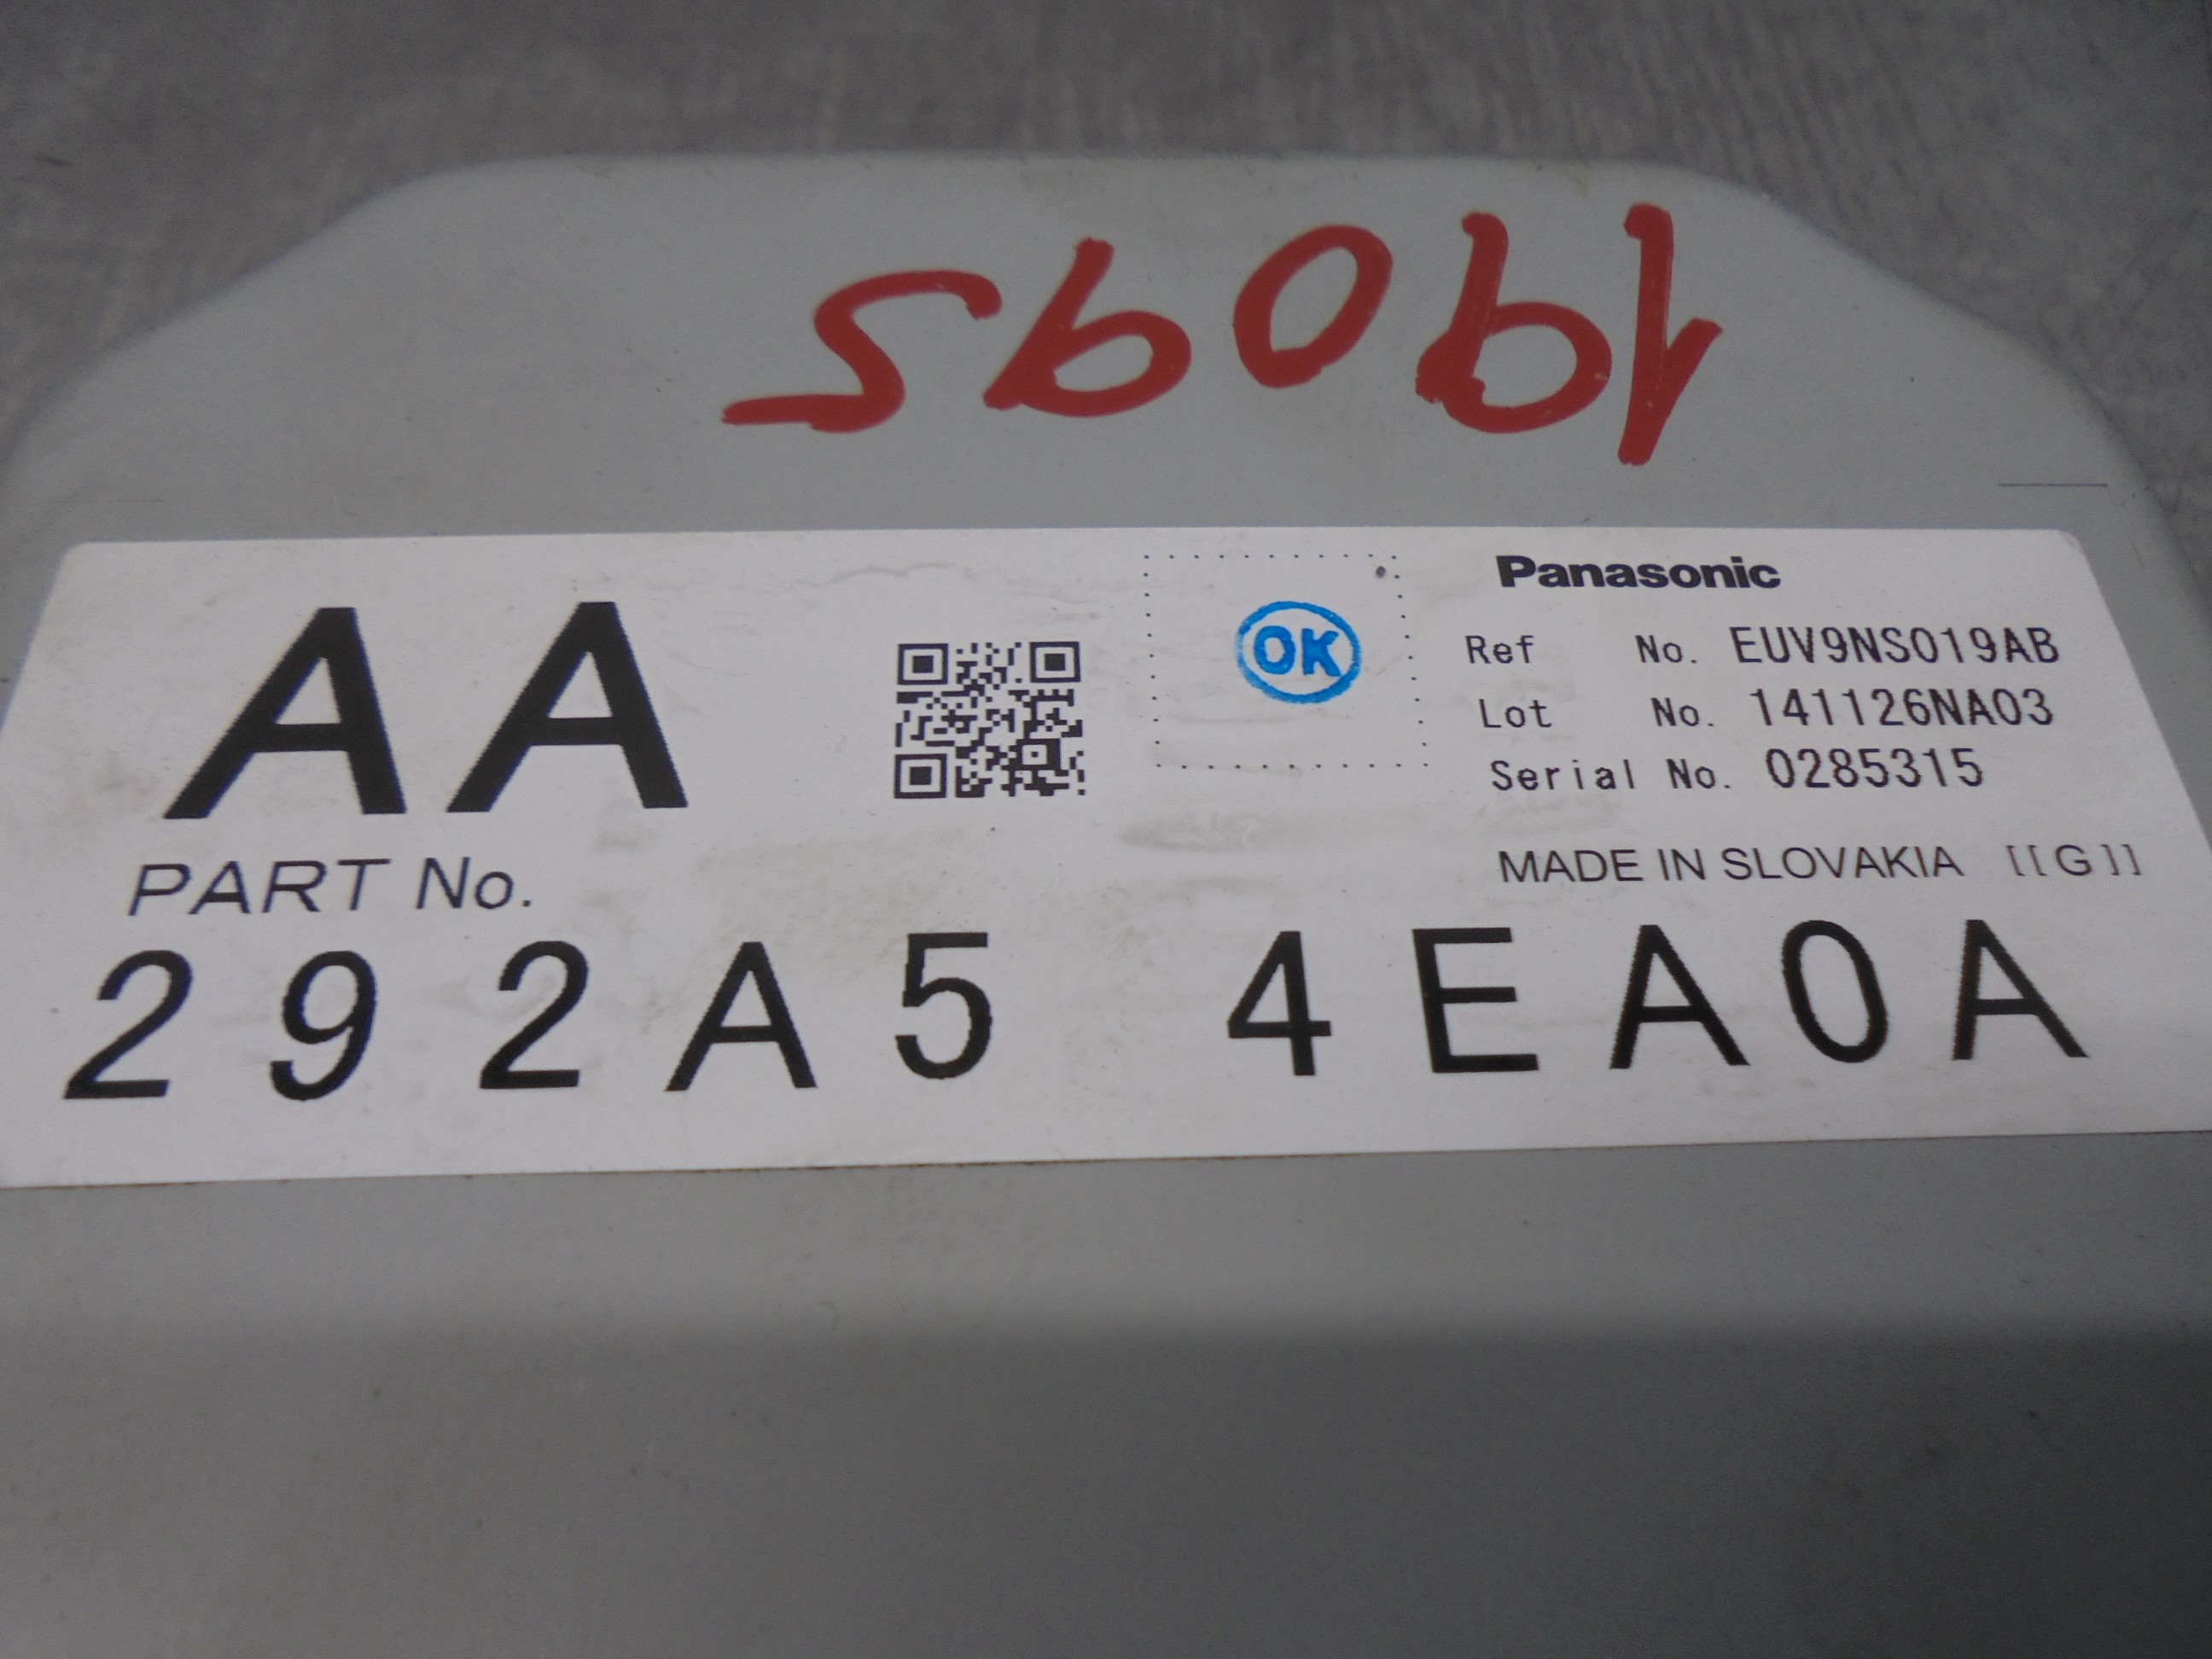 19095
AA
Panasonic
OK
Ref No. EUV9NS019AB
Lot No. 141126NA03
Serial No. 0285315
MADE IN SLOVAKIA [[G]]
PART No.
292A5 4EA0A